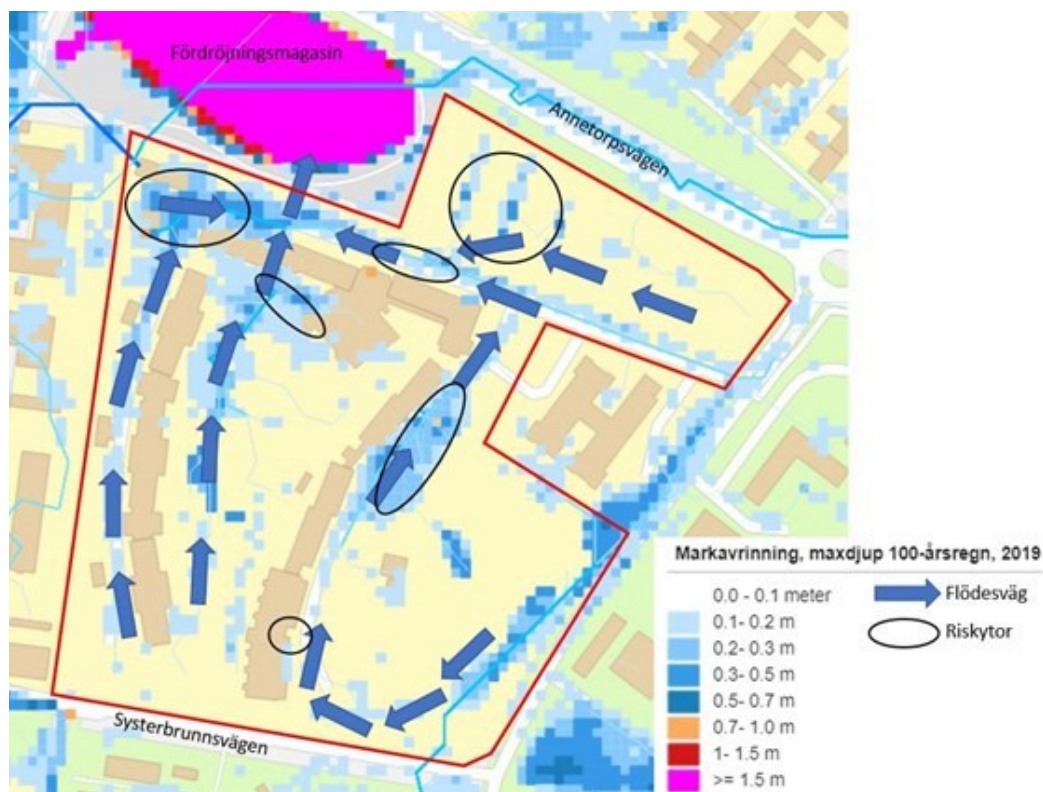 Fördröjningsmagasin
Annetorpsvägen
Systerbrunnsvägen
Markavrinning, maxdjup 100-årsregn, 2019
0.0 - 0.1 meter
0.1- 0.2 m
0.2- 0.3 m
0.3- 0.5 m
0.5- 0.7 m
0.7- 1.0 m
1- 1.5 m
>= 1.5 m
Flödesväg
Riskytor